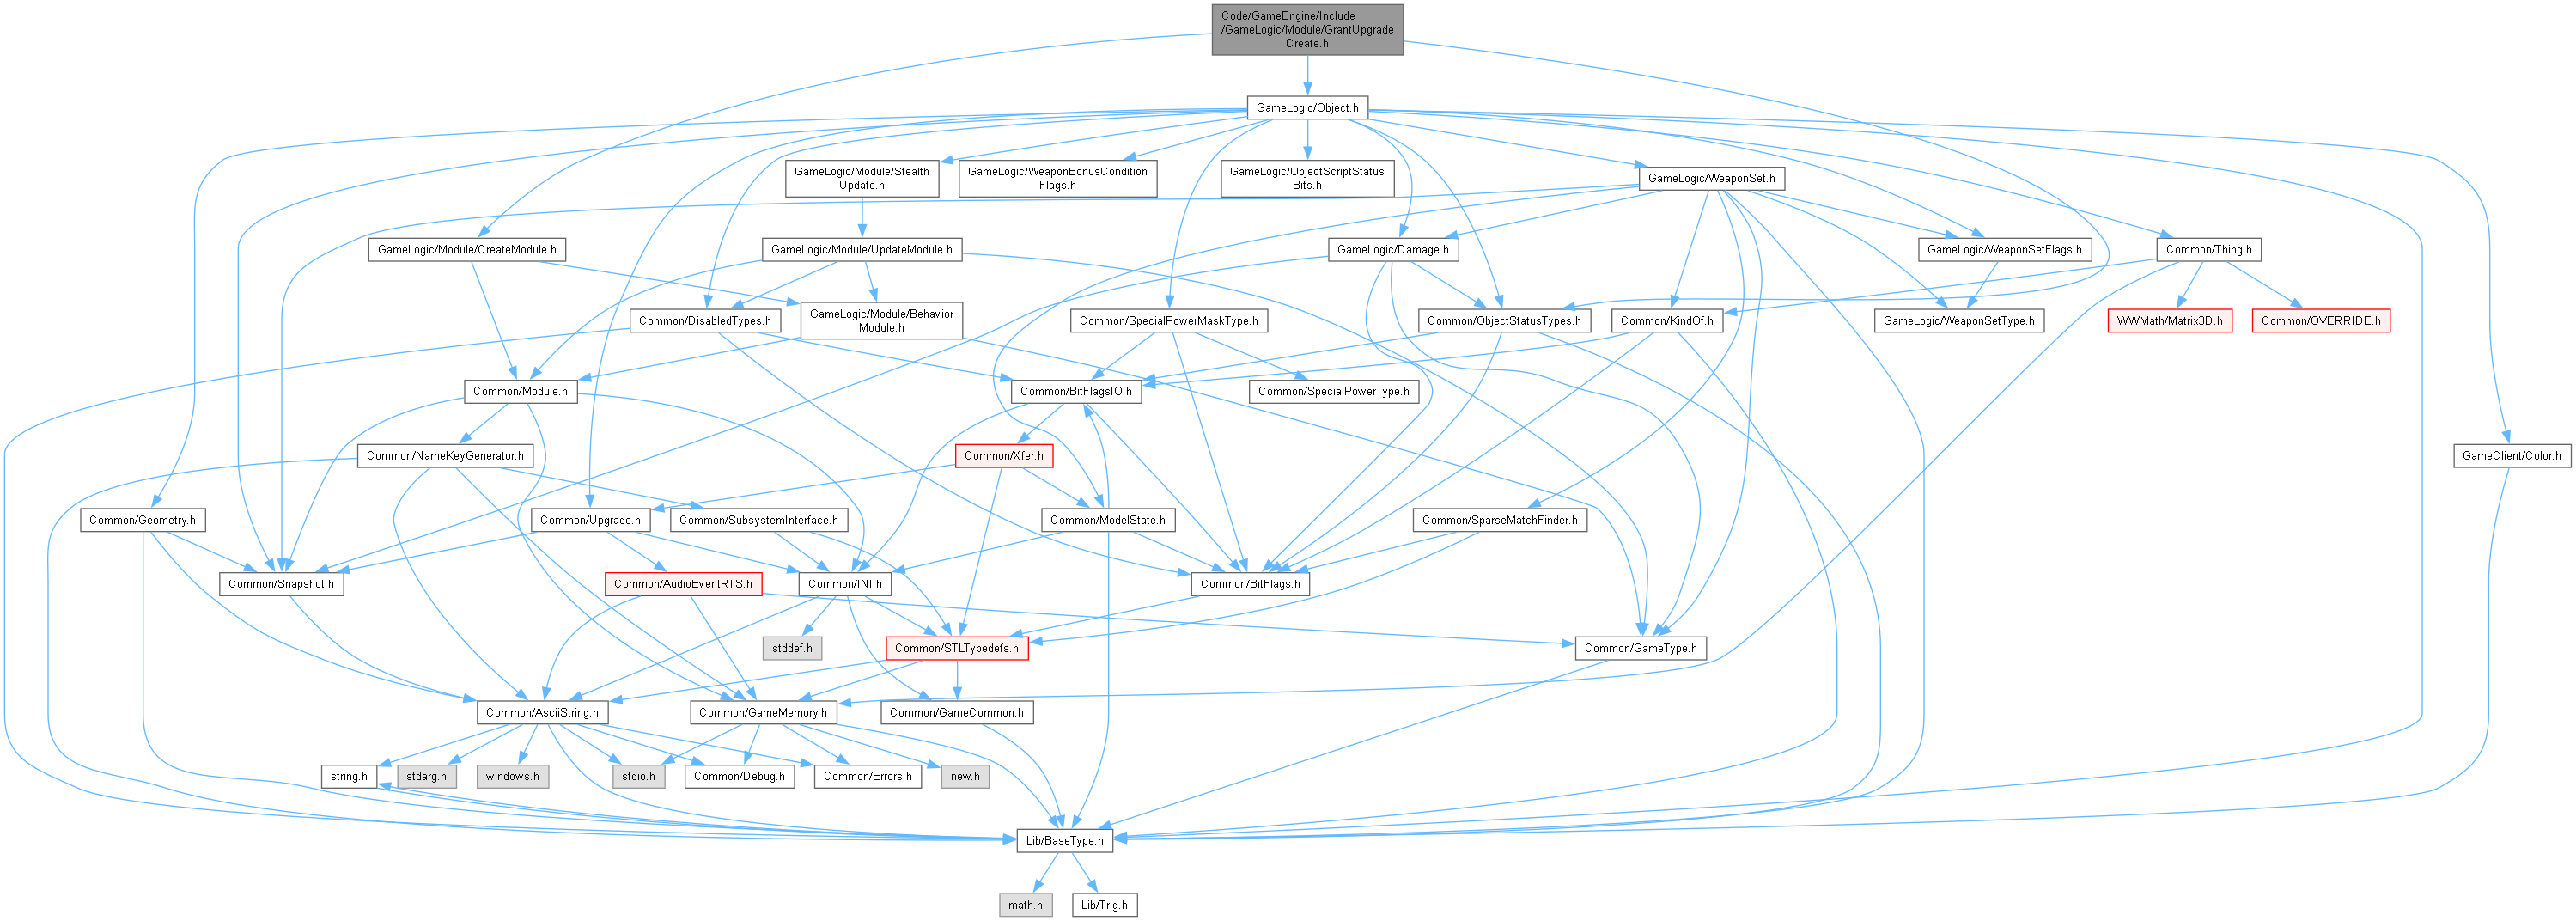 Code/GameEngine/Include
/GameLogic/Module/GrantUpgrade
Create.h
GameLogic/Object.h
GameLogic/Module/Stealth
Update.h
GameLogic/WeaponBonusCondition
Flags.h
GameLogic/ObjectScriptStatus
Bits.h
GameLogic/WeaponSet.h
GameLogic/Module/CreateModule.h
GameLogic/Module/UpdateModule.h
GameLogic/Damage.h
GameLogic/WeaponSetFlags.h
Common/Thing.h
Common/DisabledTypes.h
GameLogic/Module/Behavior
Module.h
Common/SpecialPowerMaskType.h
Common/ObjectStatusTypes.h
Common/KindOf.h
GameLogic/WeaponSetType.h
WWMath/Matrix3D.h
Common/OVERRIDE.h
Common/Module.h
Common/BitFlagsIO.h
Common/SpecialPowerType.h
Common/NameKeyGenerator.h
Common/Xfer.h
GameClient/Color.h
Common/Geometry.h
Common/Upgrade.h
Common/SubsystemInterface.h
Common/ModelState.h
Common/SparseMatchFinder.h
Common/Snapshot.h
Common/AudioEventRTS.h
Common/INI.h
Common/BitFlags.h
stddef.h
Common/STLTypedefs.h
Common/GameType.h
Common/AsciiString.h
Common/GameMemory.h
Common/GameCommon.h
string.h
stdarg.h
windows.h
stdio.h
Common/Debug.h
Common/Errors.h
new.h
Lib/BaseType.h
math.h
Lib/Trig.h